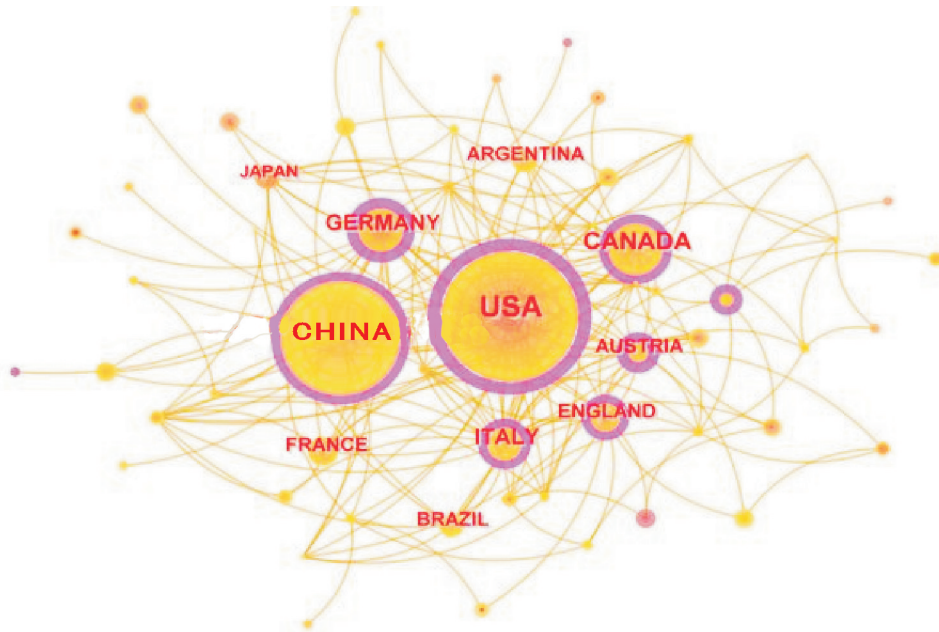 ARGENTINA
JAPAN
GERMANY
CANADA
USA
CHINA
AUSTRIA
ENGLAND
ITALY
FRANCE
BRAZIL